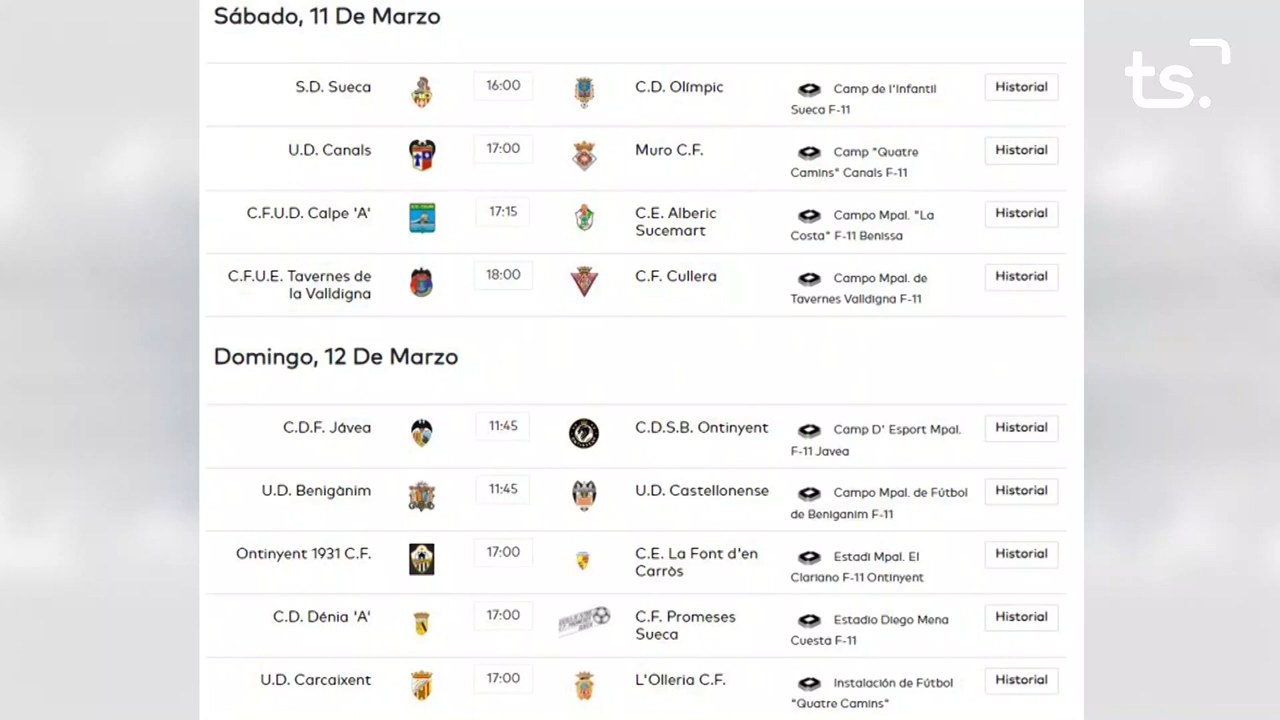 ts.
Sábado, 11 De Marzo
S.D. Sueca 16:00 C.D. Olímpic Camp de l'Infantil Historial
Sueca F-11
U.D. Canals 17:00 Muro C.F. Camp "Quatre Historial
Camins" Canals F-11
C.F.U.D. Calpe 'A' 17:15 C.E. Alberic Campo Mpal. "La Historial
Sucemart Costa" F-11 Benissa
C.F.U.E. Tavernes de 18:00 C.F. Cullera Campo Mpal. de Historial
la Valldigna Tavernes Valldigna F-11
Domingo, 12 De Marzo
C.D.F. Jávea 11:45 C.D.S.B. Ontinyent Camp D' Esport Mpal. Historial
F-11 Javea
U.D. Benigànim 11:45 U.D. Castellonense Campo Mpal. de Fútbol Historial
de Beniganim F-11
Ontinyent 1931 C.F. 17:00 C.E. La Font d'en Estadi Mpal. El Historial
Carròs Clariano F-11 Ontinyent
C.D. Dénia 'A' 17:00 C.F. Promeses Estadio Diego Mena Historial
Sueca Cuesta F-11
U.D. Carcaixent 17:00 L'Olleria C.F. Instalación de Fútbol Historial
"Quatre Camins"